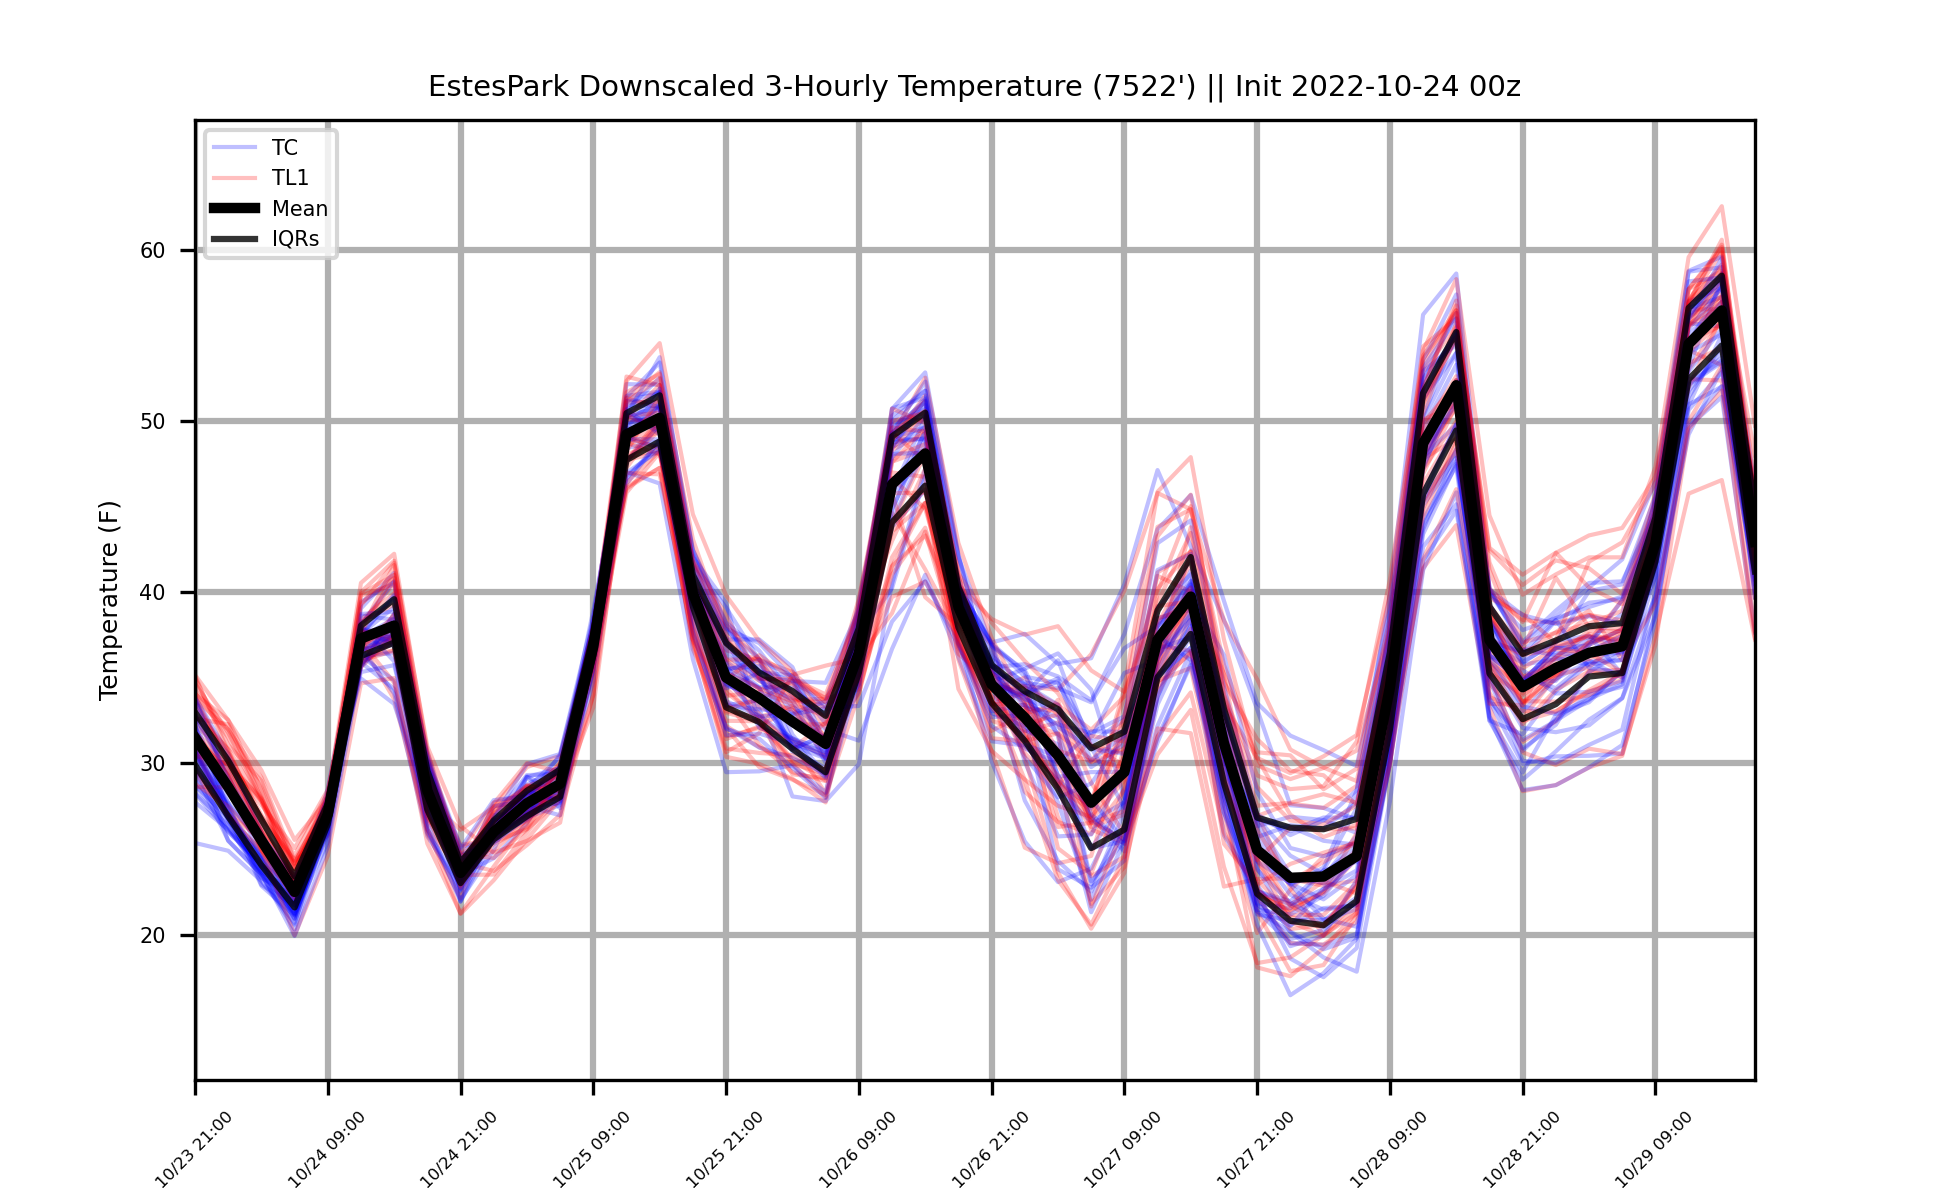 EstesPark Downscaled 3-Hourly Temperature (7522') || Init 2022-10-24 00z
TC
TL1
Mean
IQRs
Temperature (F)
60
50
40
30
20
10/23 21:00
10/24 09:00
10/24 21:00
10/25 09:00
10/25 21:00
10/26 09:00
10/26 21:00
10/27 09:00
10/27 21:00
10/28 09:00
10/28 21:00
10/29 09:00